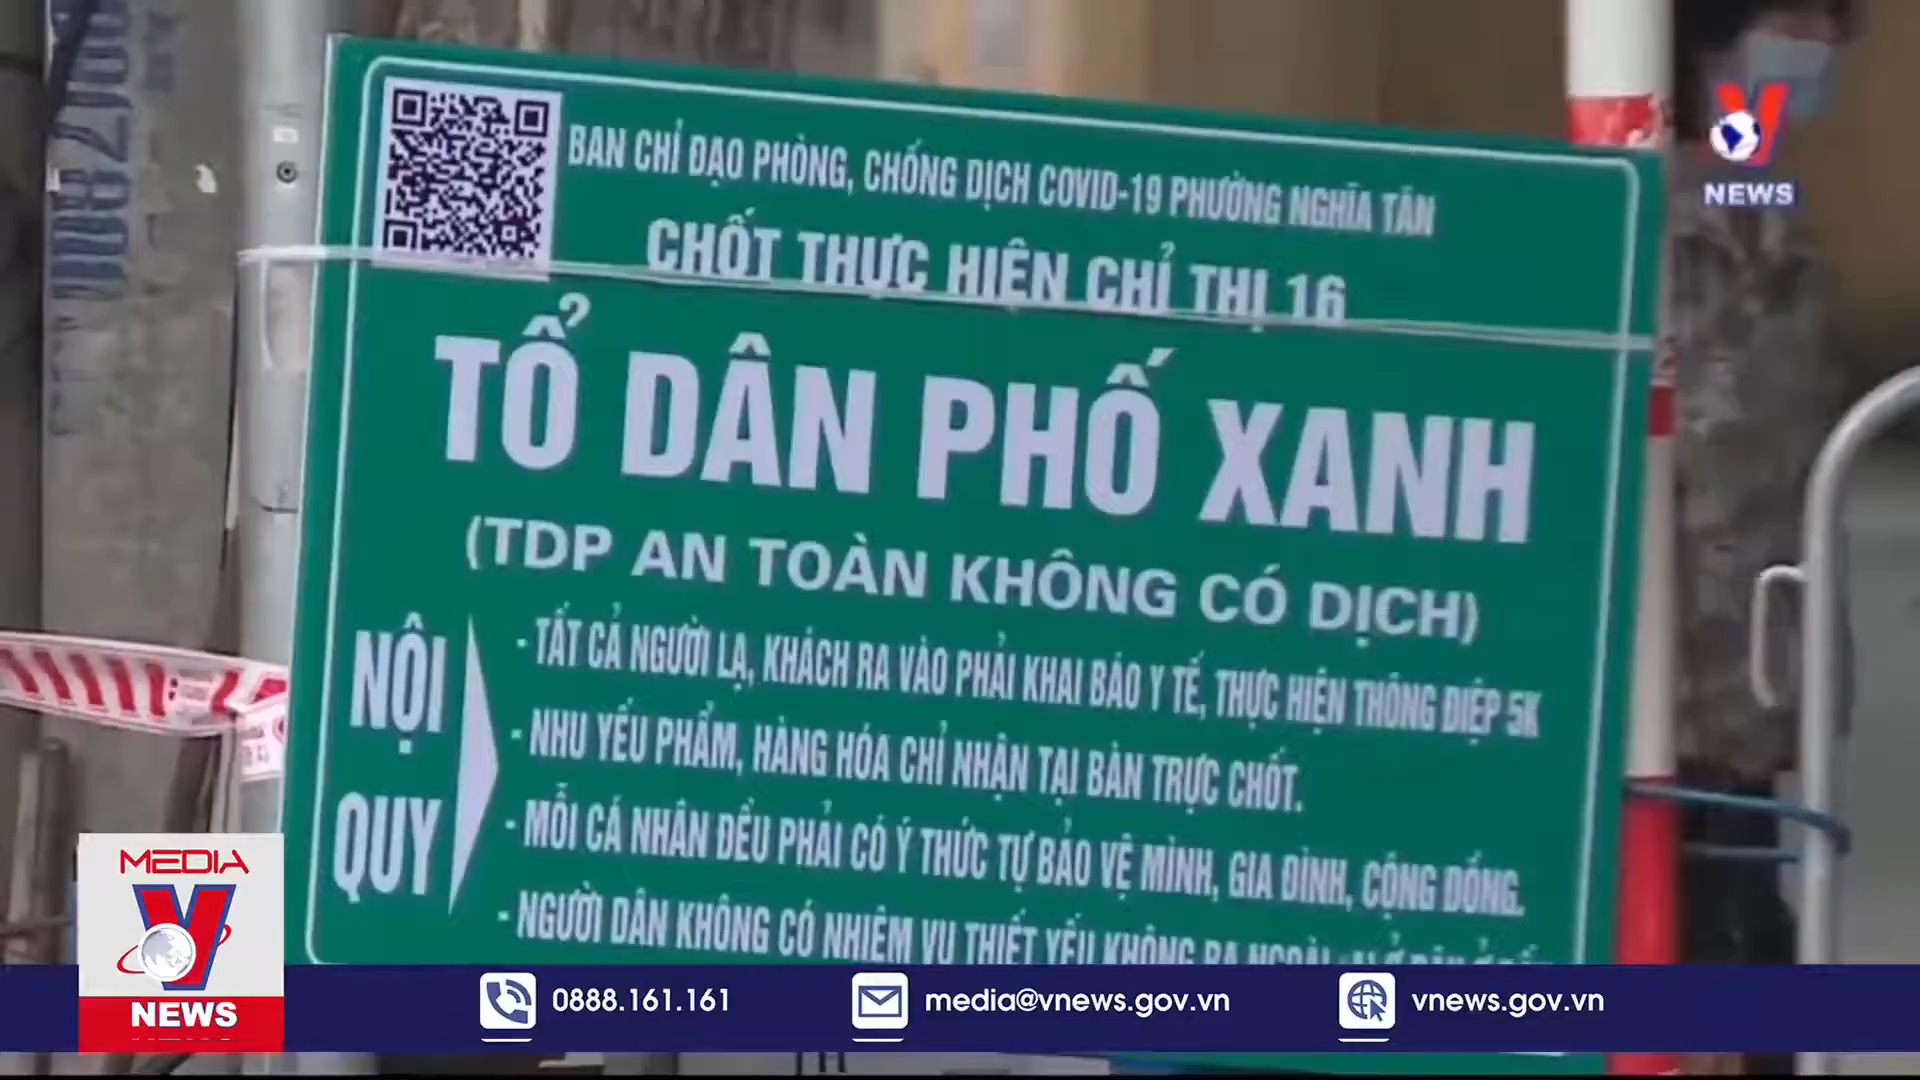 BAN CHỈ ĐẠO PHÒNG, CHỐNG DỊCH COVID-19 PHƯỜNG NGHĨA TÂN
CHỐT THỰC HIỆN CHỈ THỊ 16
TỔ DÂN PHỐ XANH
(TDP AN TOÀN KHÔNG CÓ DỊCH)
NỘI
QUY
- TẤT CẢ NGƯỜI LẠ, KHÁCH RA VÀO PHẢI KHAI BÁO Y TẾ, THỰC HIỆN THÔNG ĐIỆP 5K
- NHU YẾU PHẨM, HÀNG HÓA CHỈ NHẬN TẠI BÀN TRỰC CHỐT.
- MỖI CÁ NHÂN ĐỀU PHẢI CÓ Ý THỨC TỰ BẢO VỆ MÌNH, GIA ĐÌNH, CỘNG ĐỒNG.
- NGƯỜI DÂN KHÔNG CÓ NHIỆM VỤ THIẾT YẾU KHÔNG RA NGOÀI
NEWS
MEDIA
NEWS
0888.161.161
media@vnews.gov.vn
vnews.gov.vn